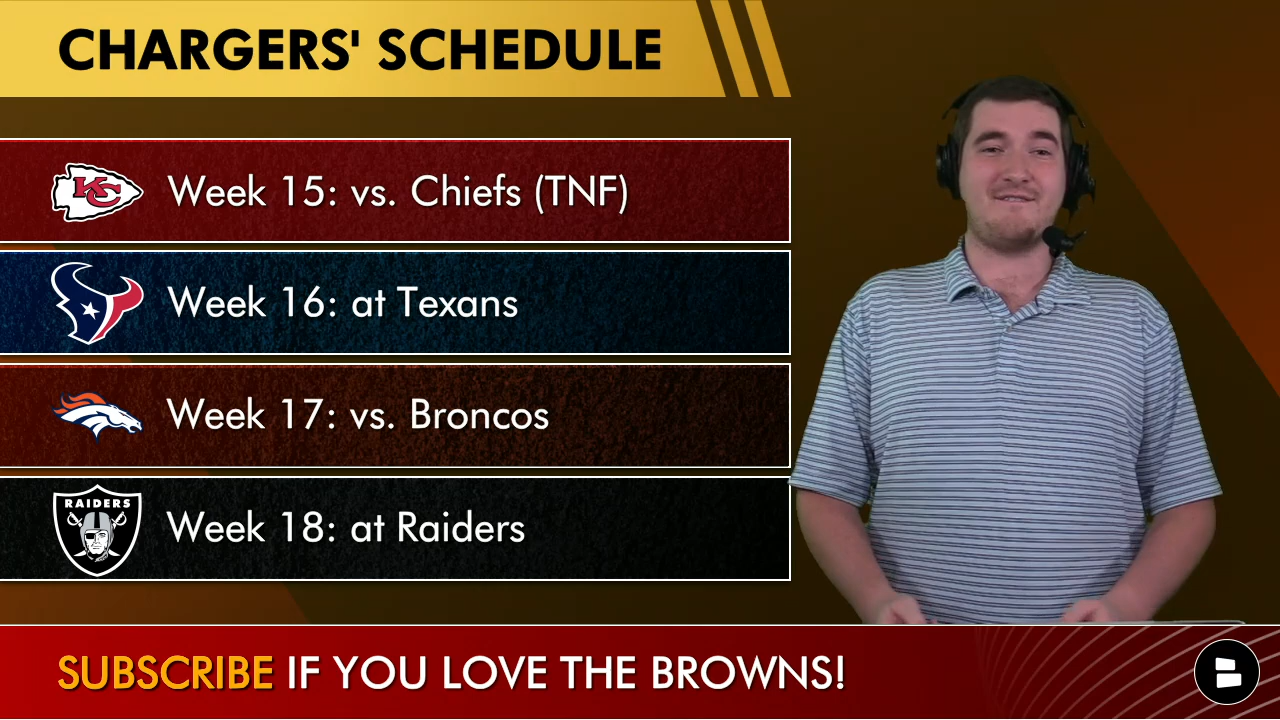 CHARGERS' SCHEDULE
KC
Week 15: vs. Chiefs (TNF)
Week 16: at Texans
Week 17: vs. Broncos
RAIDERS
Week 18: at Raiders
SUBSCRIBE IF YOU LOVE THE BROWNS!